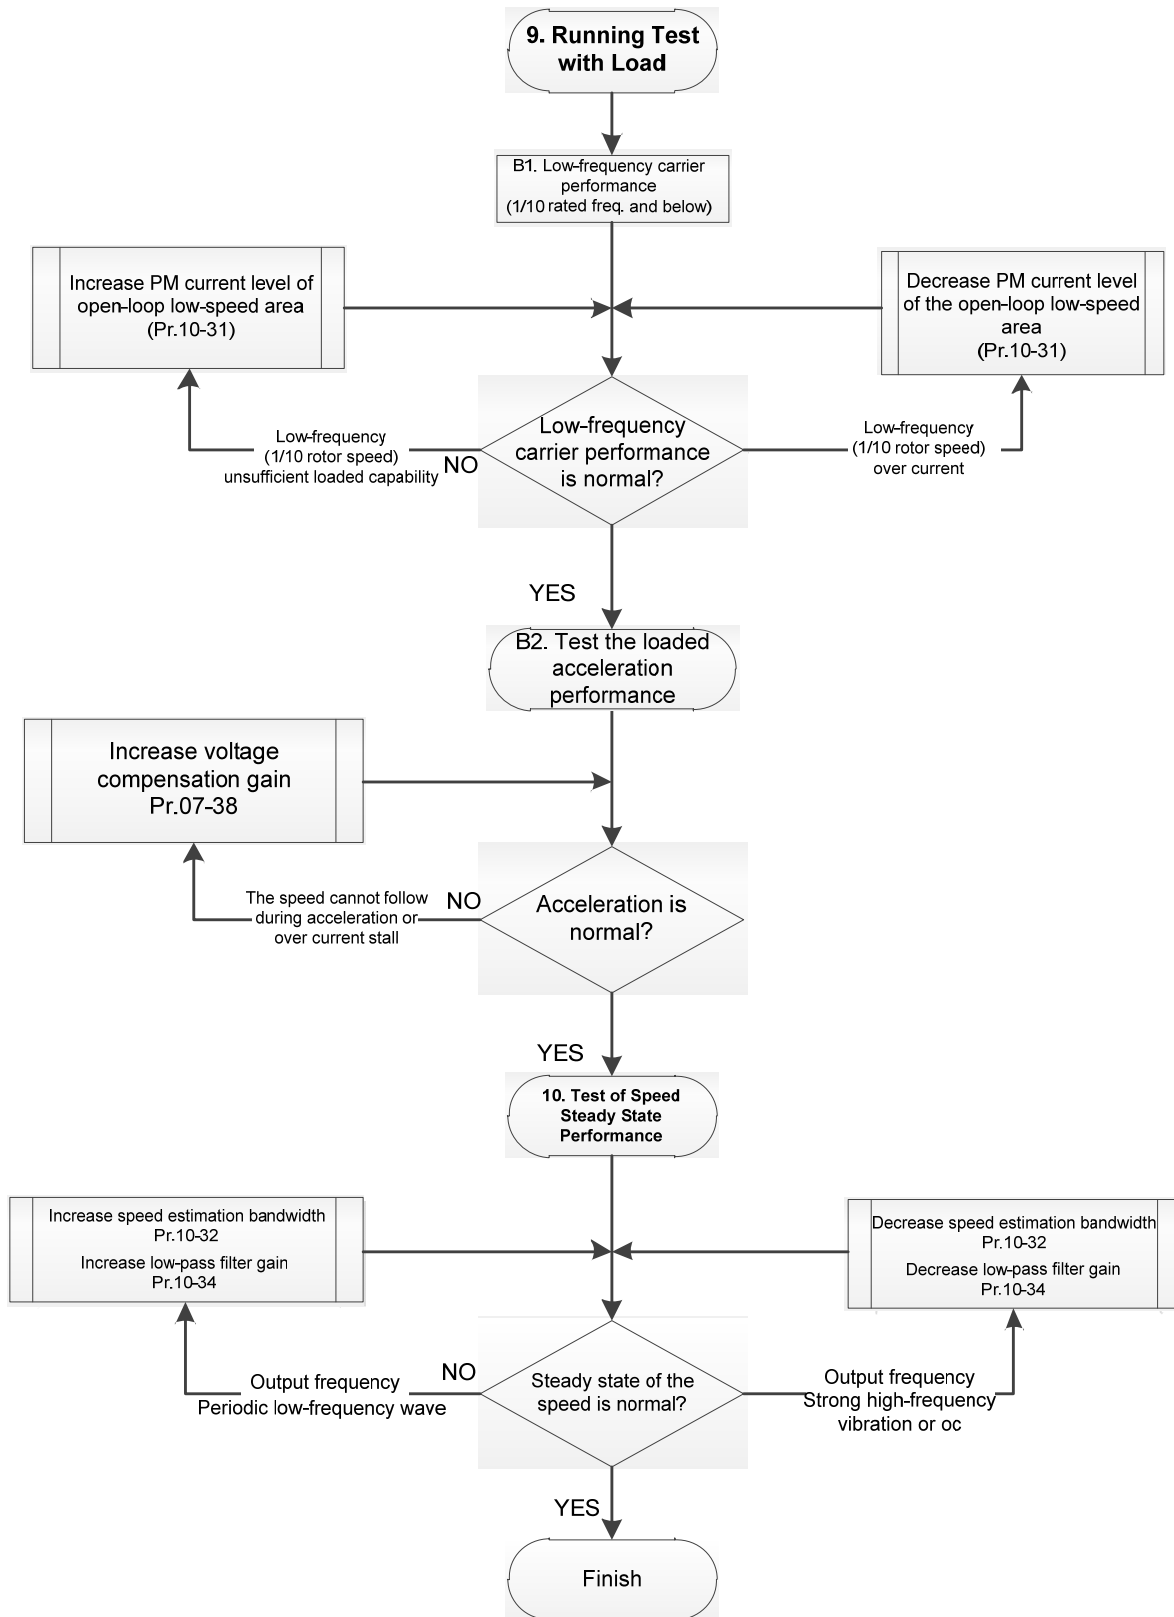 9. Running Test
with Load
B1. Low-frequency carrier
performance
(1/10 rated freq. and below)
Increase PM current level of
open-loop low-speed area
(Pr.10-31)
Decrease PM current level
of the open-loop low-speed
area
(Pr.10-31)
Low-frequency
carrier performance
is normal?
Low-frequency
(1/10 rotor speed)
unsufficient loaded capability
NO
Low-frequency
(1/10 rotor speed)
over current
YES
B2. Test the loaded
acceleration
performance
Increase voltage
compensation gain
Pr.07-38
The speed cannot follow
during acceleration or
over current stall
NO
Acceleration is
normal?
YES
10. Test of Speed
Steady State
Performance
Increase speed estimation bandwidth
Pr.10-32
Increase low-pass filter gain
Pr.10-34
Decrease speed estimation bandwidth
Pr.10-32
Decrease low-pass filter gain
Pr.10-34
Output frequency
Periodic low-frequency wave
NO
Steady state of the
speed is normal?
Output frequency
Strong high-frequency
vibration or oc
YES
Finish